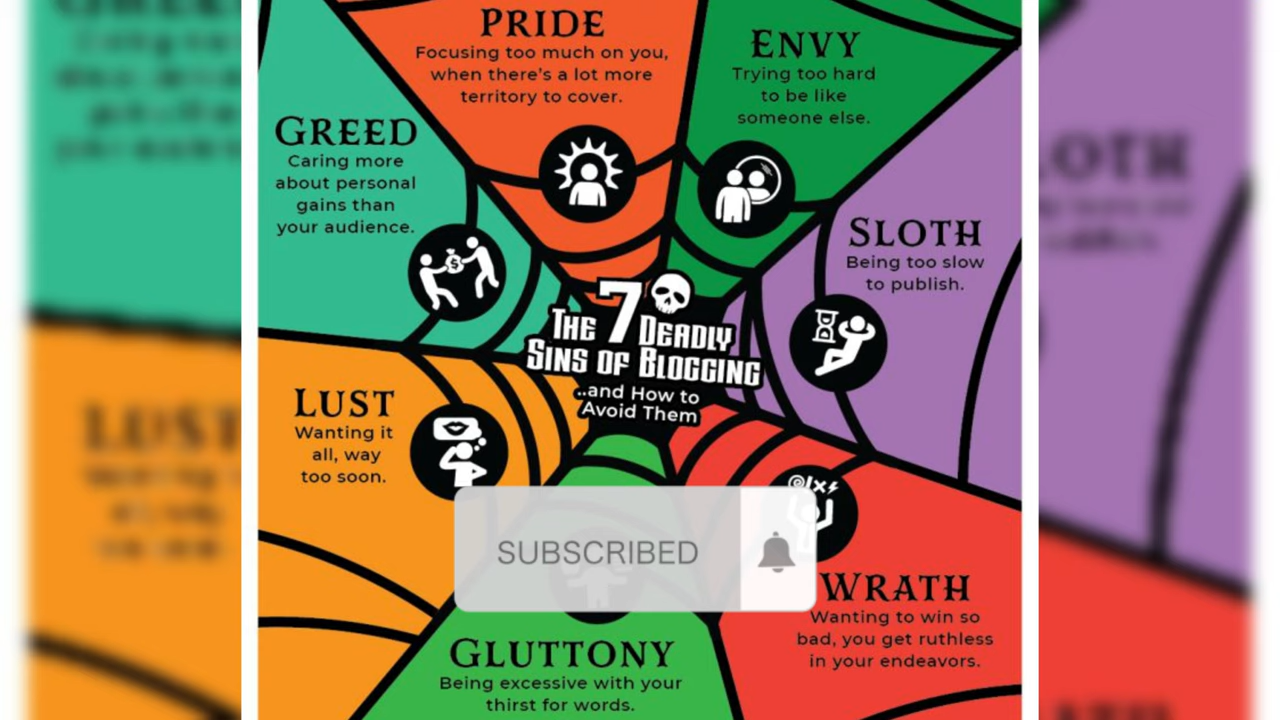 PRIDE
Focusing too much on you,
when there's a lot more
territory to cover.
ENVY
Trying too hard
to be like
someone else.
GREED
Caring more
about personal
gains than
your audience.
SLOTH
Being too slow
to publish.
THE 7 DEADLY
SINS OF BLOGGING
..and How to
Avoid Them
LUST
Wanting it
all, way
too soon.
@!X
SUBSCRIBED
WRATH
Wanting to win so
bad, you get ruthless
in your endeavors.
GLUTTONY
Being excessive with your
thirst for words.